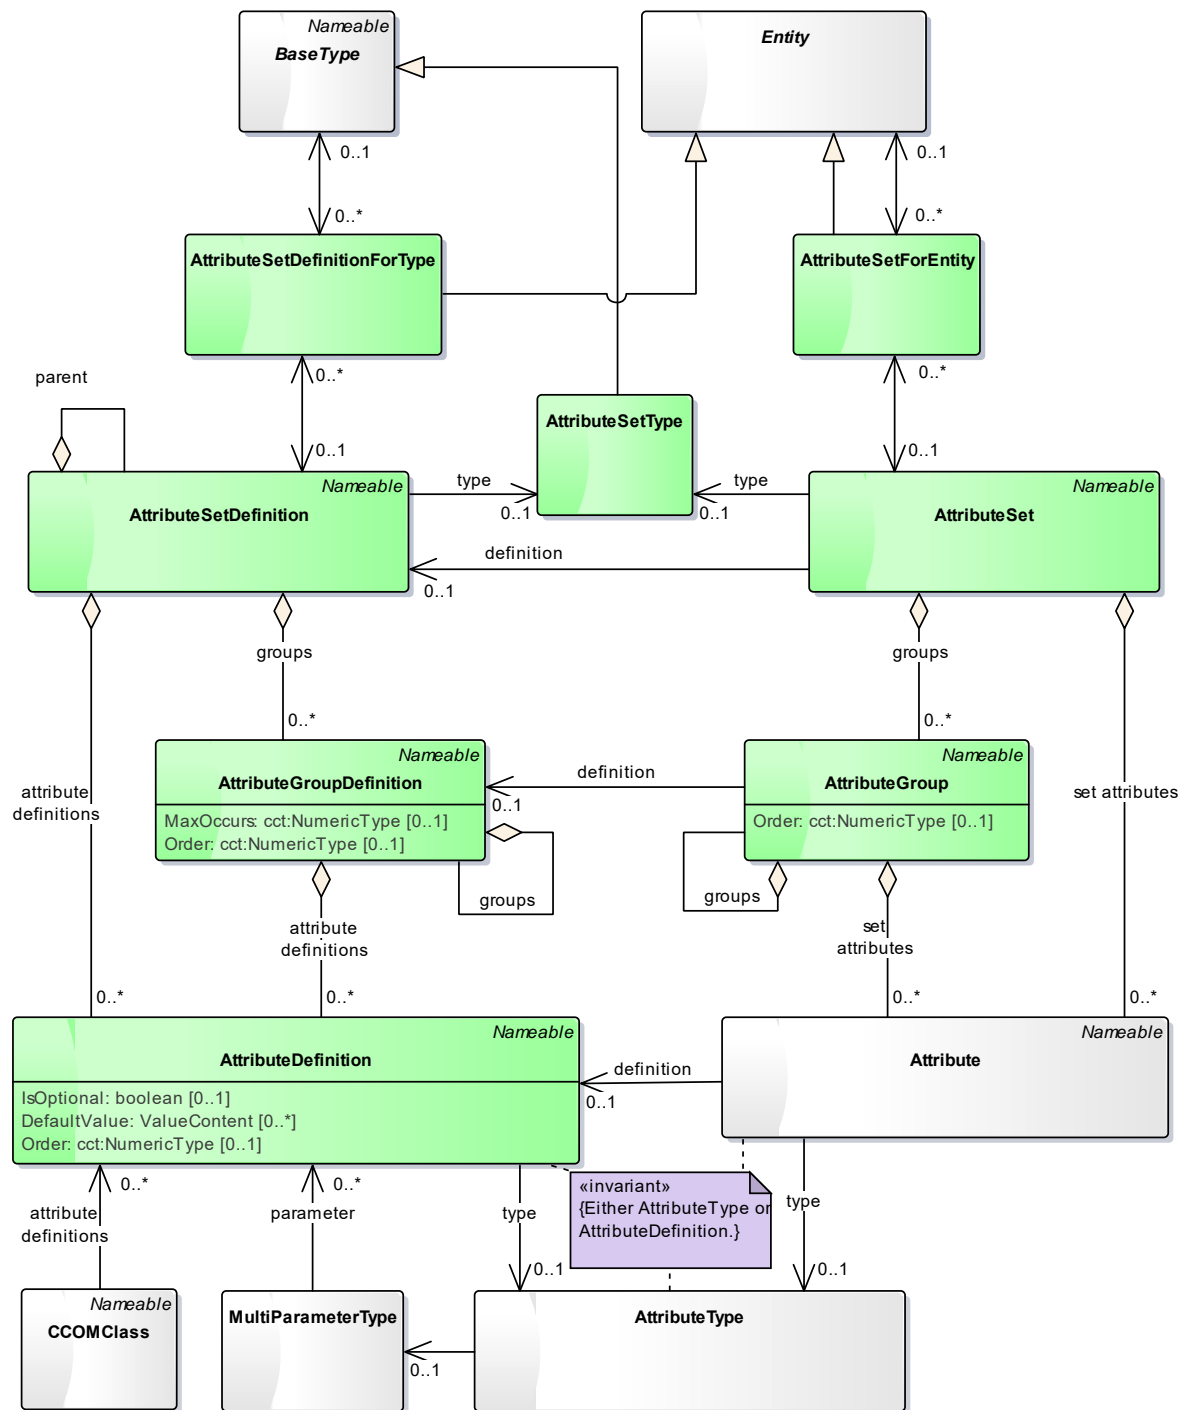 Nameable
BaseType
Entity
0..1
0..1
0..*
0..*
AttributeSetDefinitionForType
AttributeSetForEntity
parent
0..*
0..*
AttributeSetType
0..1
0..1
Nameable
AttributeSetDefinition
type
0..1
type
0..1
Nameable
AttributeSet
definition
0..1
groups
groups
0..*
0..*
attribute
definitions
set attributes
Nameable
AttributeGroupDefinition
MaxOccurs: cct:NumericType [0..1]
Order: cct:NumericType [0..1]
definition
0..1
Nameable
AttributeGroup
Order: cct:NumericType [0..1]
groups
groups
attribute
definitions
set
attributes
0..*
0..*
0..*
0..*
Nameable
AttributeDefinition
IsOptional: boolean [0..1]
DefaultValue: ValueContent [0..*]
Order: cct:NumericType [0..1]
definition
0..1
Nameable
Attribute
0..*
attribute
definitions
0..*
parameter
type
0..1
«invariant»
{Either AttributeType or
AttributeDefinition.}
type
0..1
Nameable
CCOMClass
MultiParameterType
AttributeType
0..1